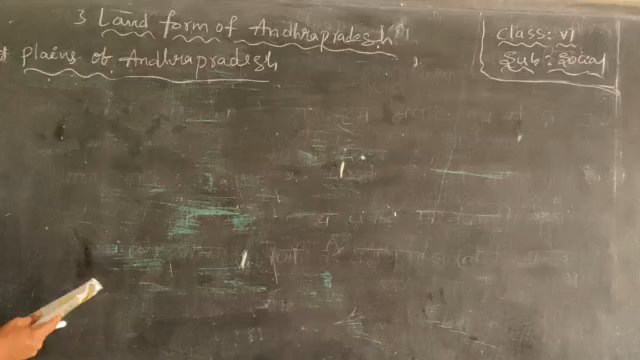 3 Land form of Andhrapradesh
plains of Andhrapradesh
Class: VI
Sub: Social